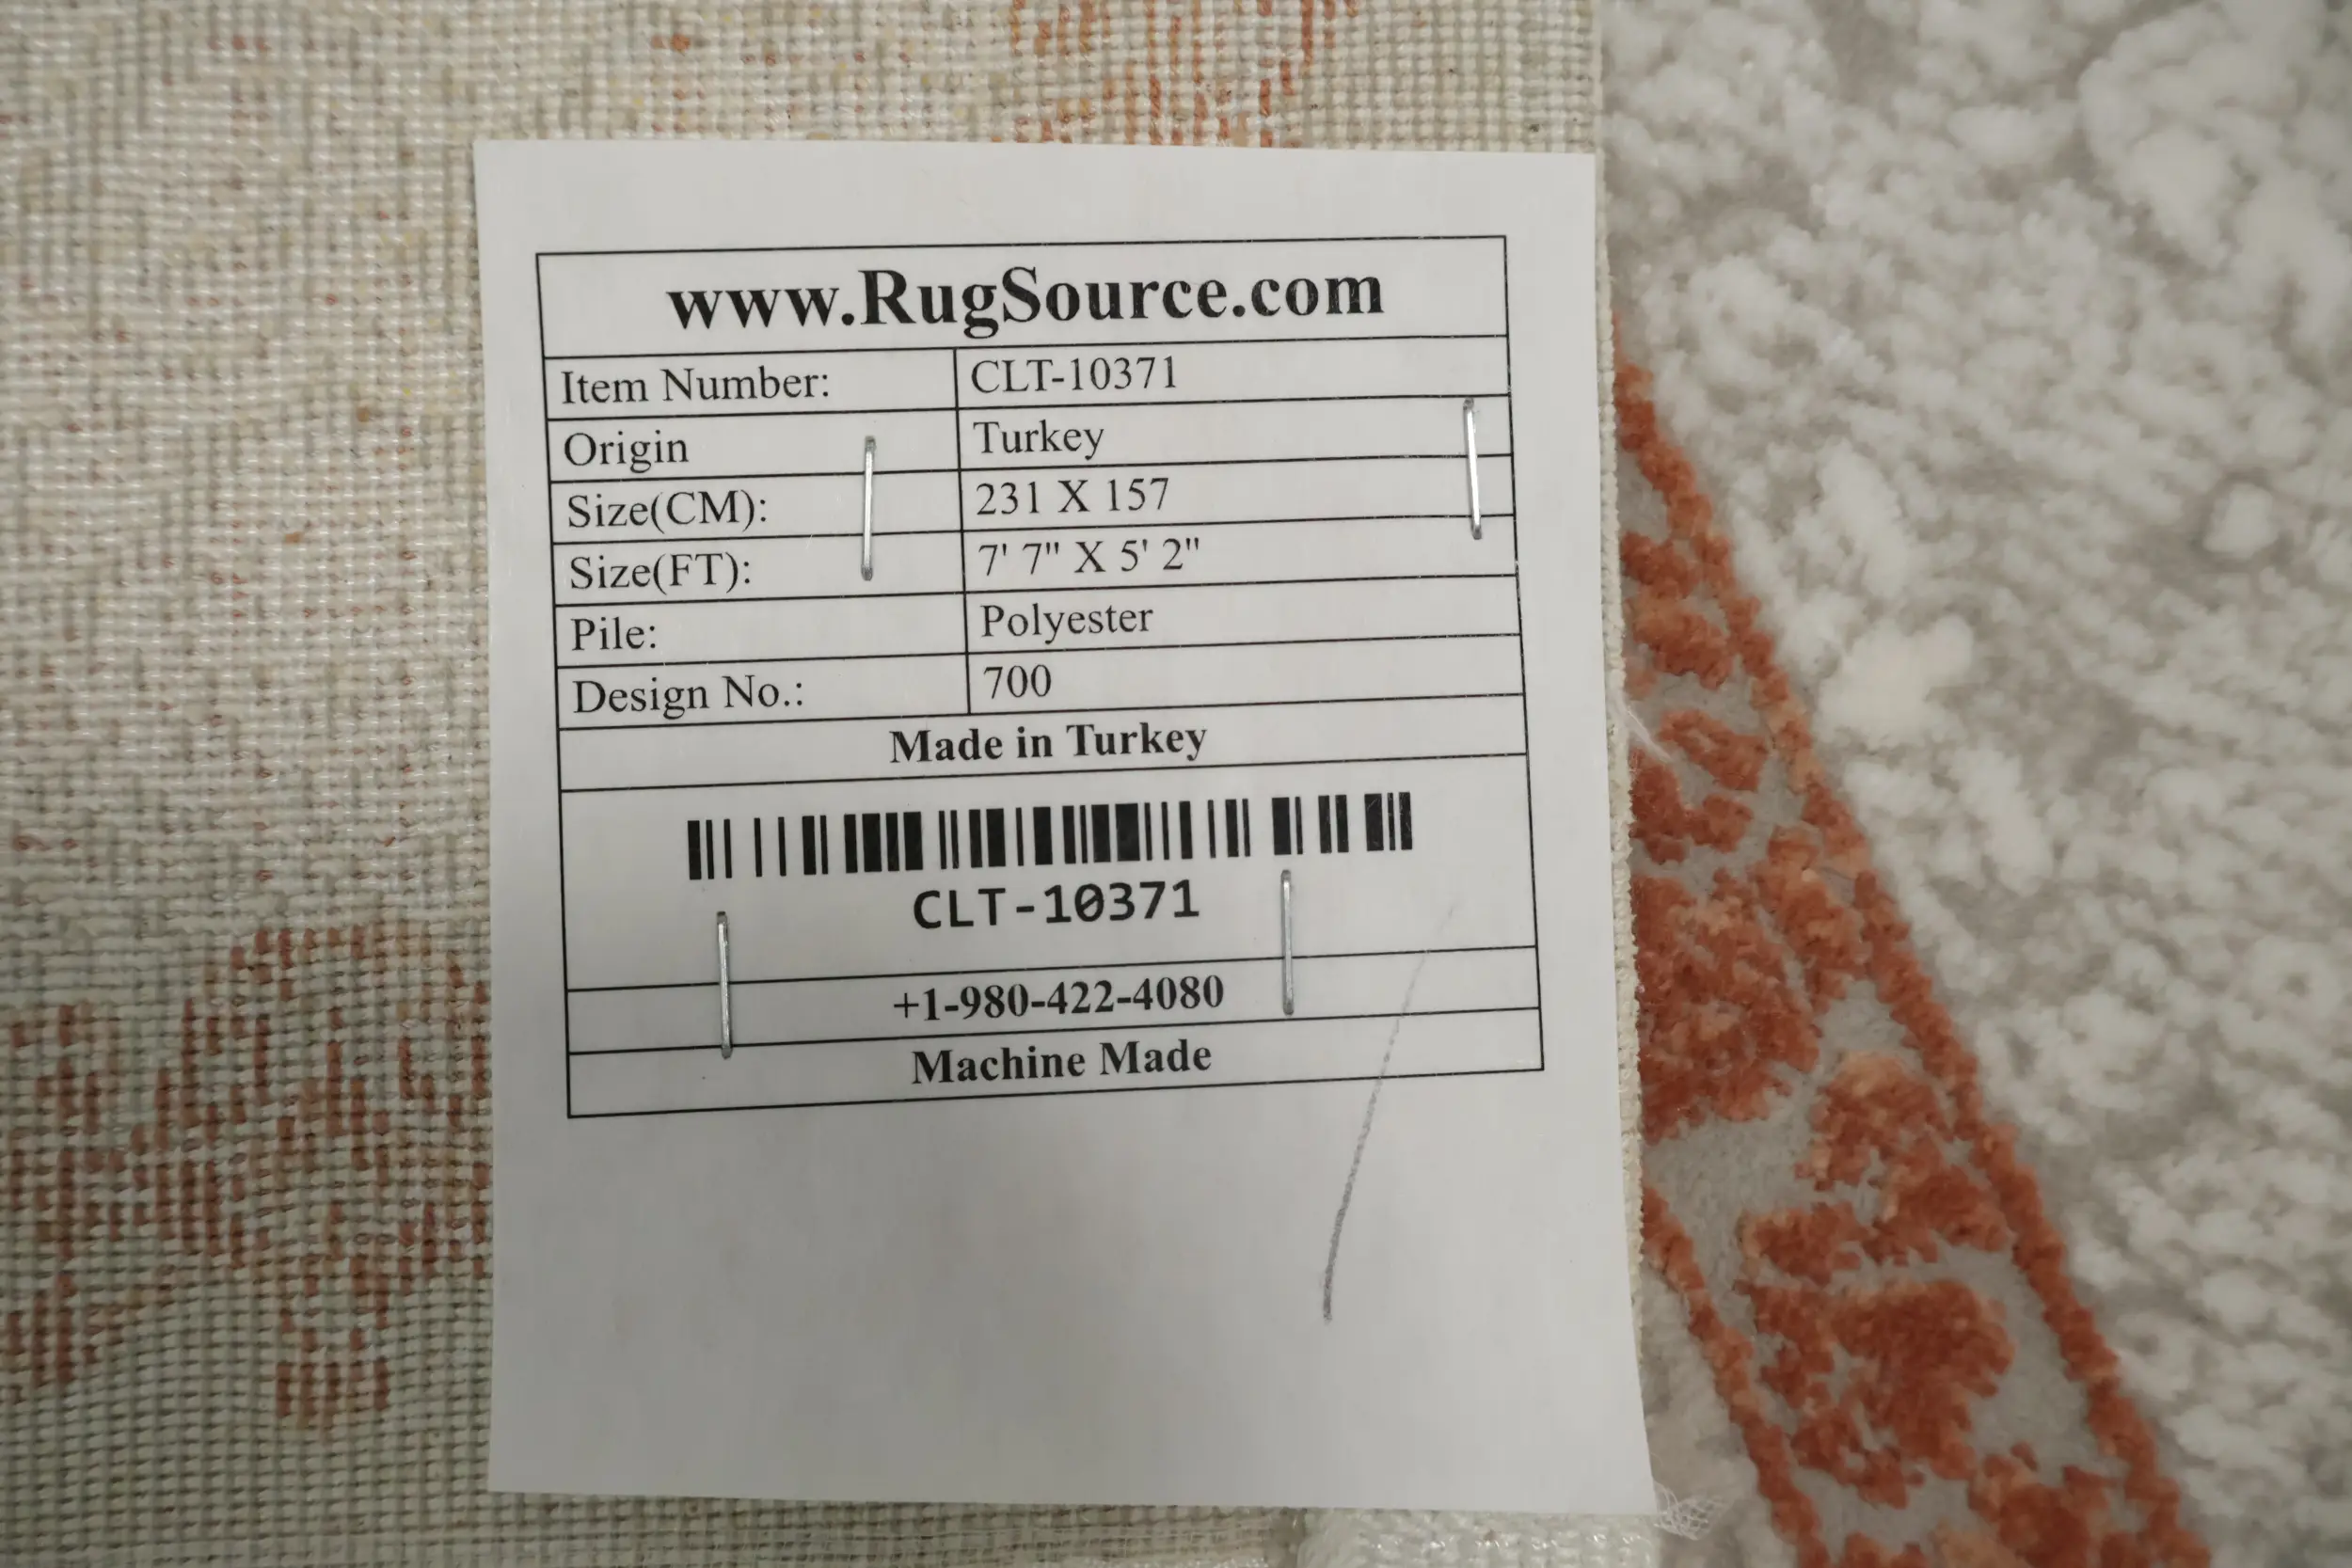 www.RugSource.com
Item Number: CLT-10371
Origin Turkey
Size(CM): 231 X 157
Size(FT): 7' 7" X 5' 2"
Pile: Polyester
Design No.: 700
Made in Turkey
CLT-10371
+1-980-422-4080
Machine Made